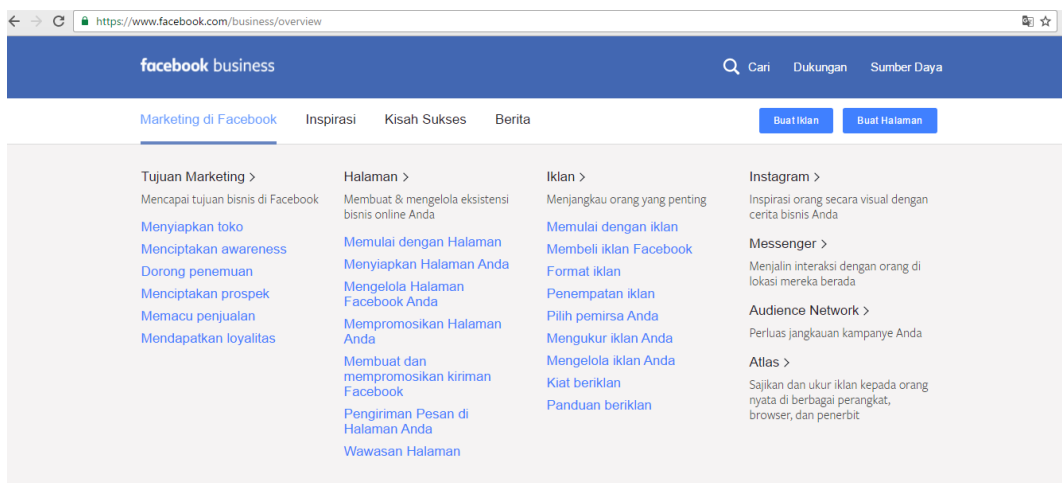 https://www.facebook.com/business/overview
facebook business
Cari Dukungan Sumber Daya
Marketing di Facebook Inspirasi Kisah Sukses Berita
Buat Iklan Buat Halaman
Tujuan Marketing >
Mencapai tujuan bisnis di Facebook
Menyiapkan toko
Menciptakan awareness
Dorong penemuan
Menciptakan prospek
Memacu penjualan
Mendapatkan loyalitas
Halaman >
Membuat & mengelola eksistensi
bisnis online Anda
Memulai dengan Halaman
Menyiapkan Halaman Anda
Mengelola Halaman
Facebook Anda
Mempromosikan Halaman
Anda
Membuat dan
mempromosikan kiriman
Facebook
Pengiriman Pesan di
Halaman Anda
Wawasan Halaman
Iklan >
Menjangkau orang yang penting
Memulai dengan iklan
Membeli iklan Facebook
Format iklan
Penempatan iklan
Pilih pemirsa Anda
Mengukur iklan Anda
Mengelola iklan Anda
Kiat beriklan
Panduan beriklan
Instagram >
Inspirasi orang secara visual dengan
cerita bisnis Anda
Messenger >
Menjalin interaksi dengan orang di
lokasi mereka berada
Audience Network >
Perluas jangkauan kampanye Anda
Atlas >
Sajikan dan ukur iklan kepada orang
nyata di berbagai perangkat,
browser, dan penerbit